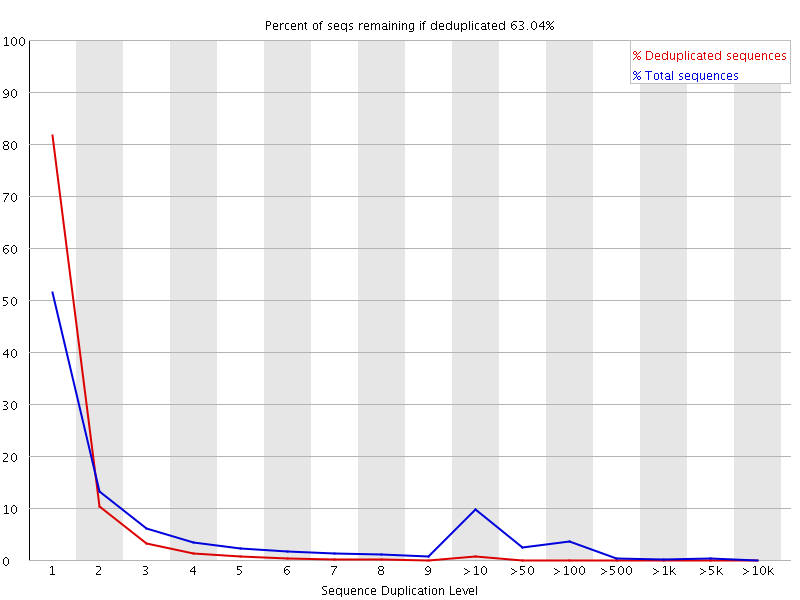 Percent of seqs remaining if deduplicated 63.04%
% Deduplicated sequences
% Total sequences
100
90
80
70
60
50
40
30
20
10
0
1 2 3 4 5 6 7 8 9 >10 >50 >100 >500 >1k >5k >10k
Sequence Duplication Level